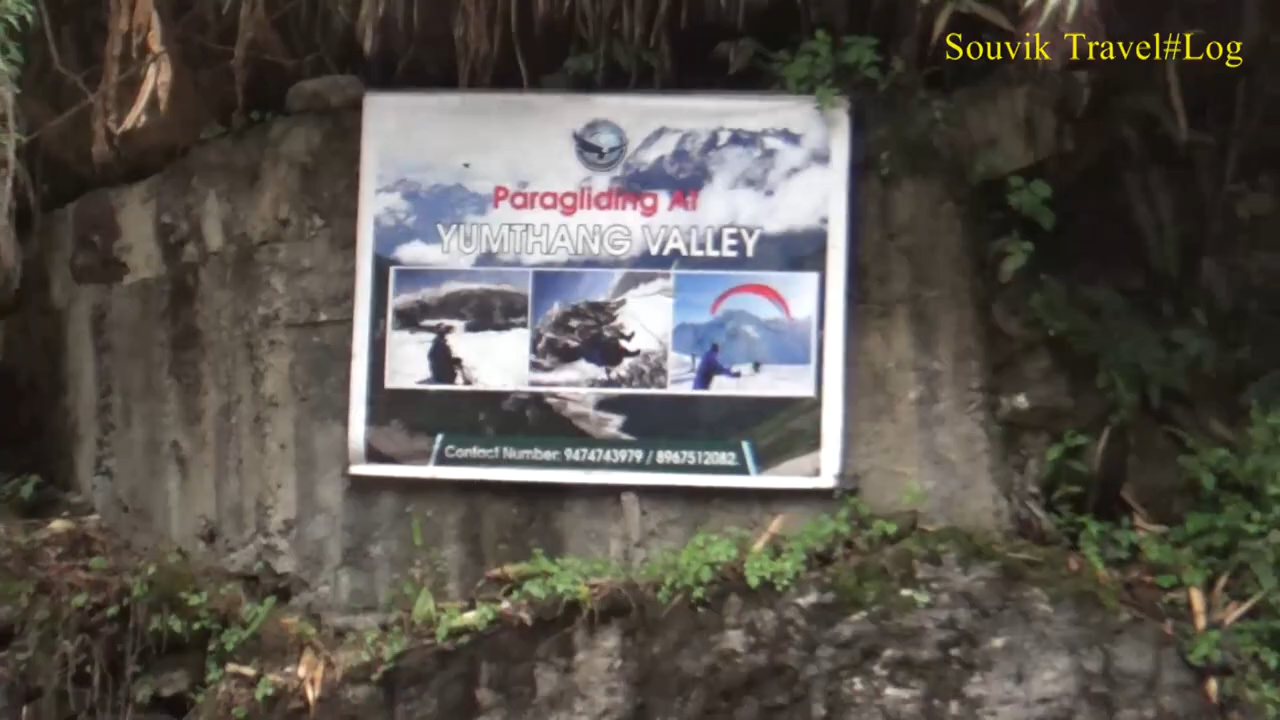 Souvik Travel#Log
Paragliding AT
YUMTHANG VALLEY
Contact Number: 9474743979 / 8967512082.